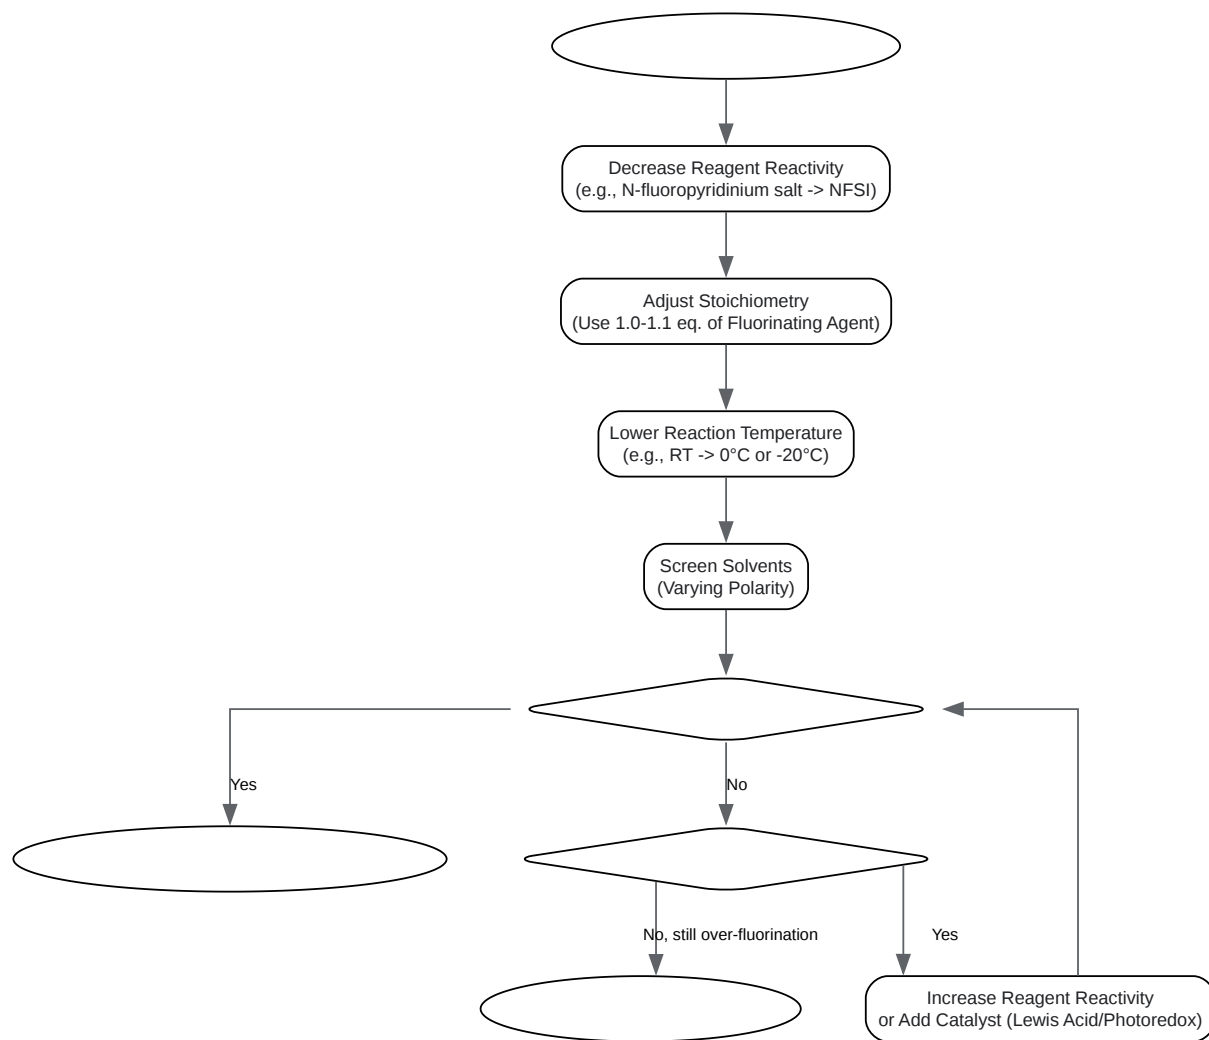 Decrease Reagent Reactivity
(e.g., N-fluoropyridinium salt -> NFSI)
Adjust Stoichiometry
(Use 1.0-1.1 eq. of Fluorinating Agent)
Lower Reaction Temperature
(e.g., RT -> 0°C or -20°C)
Screen Solvents
(Varying Polarity)
Yes
No
No, still over-fluorination
Yes
Increase Reagent Reactivity
or Add Catalyst (Lewis Acid/Photoredox)